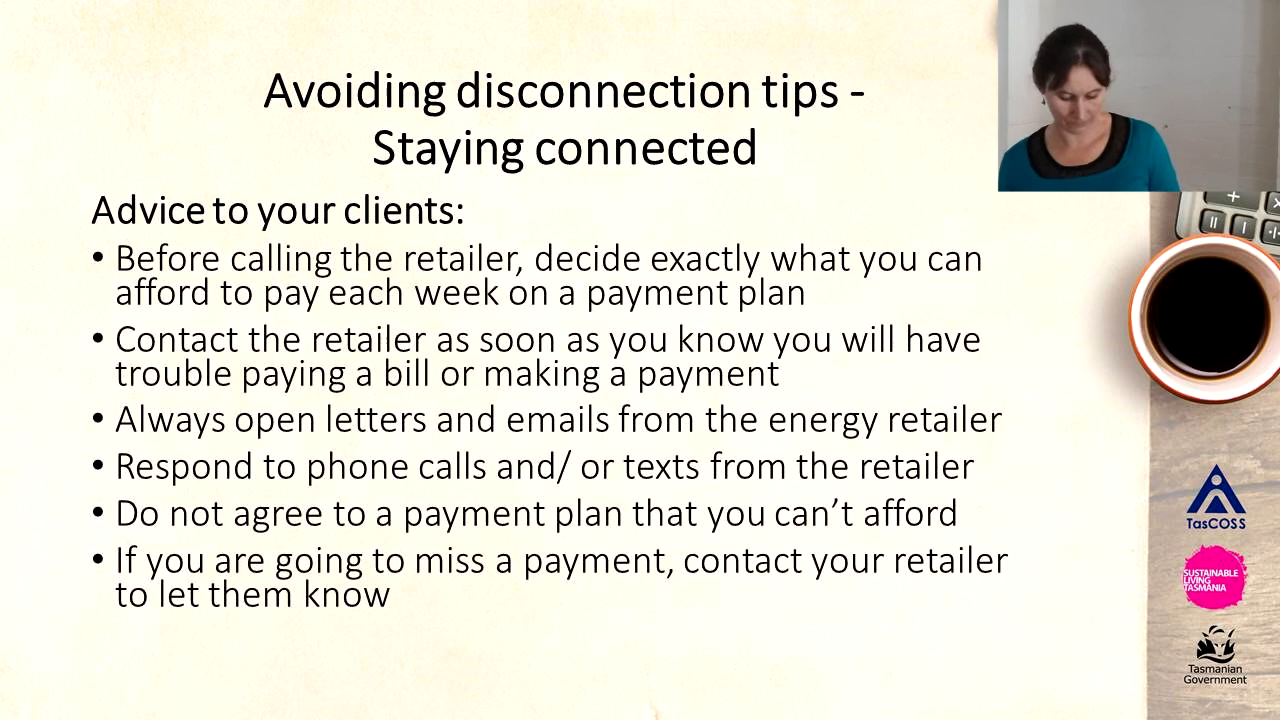 Avoiding disconnection tips -
Staying connected
Advice to your clients:
• Before calling the retailer, decide exactly what you can
afford to pay each week on a payment plan
• Contact the retailer as soon as you know you will have
trouble paying a bill or making a payment
• Always open letters and emails from the energy retailer
• Respond to phone calls and/ or texts from the retailer
• Do not agree to a payment plan that you can’t afford
• If you are going to miss a payment, contact your retailer
to let them know
TasCOSS
SUSTAINABLE
LIVING
TASMANIA
Tasmanian
Government